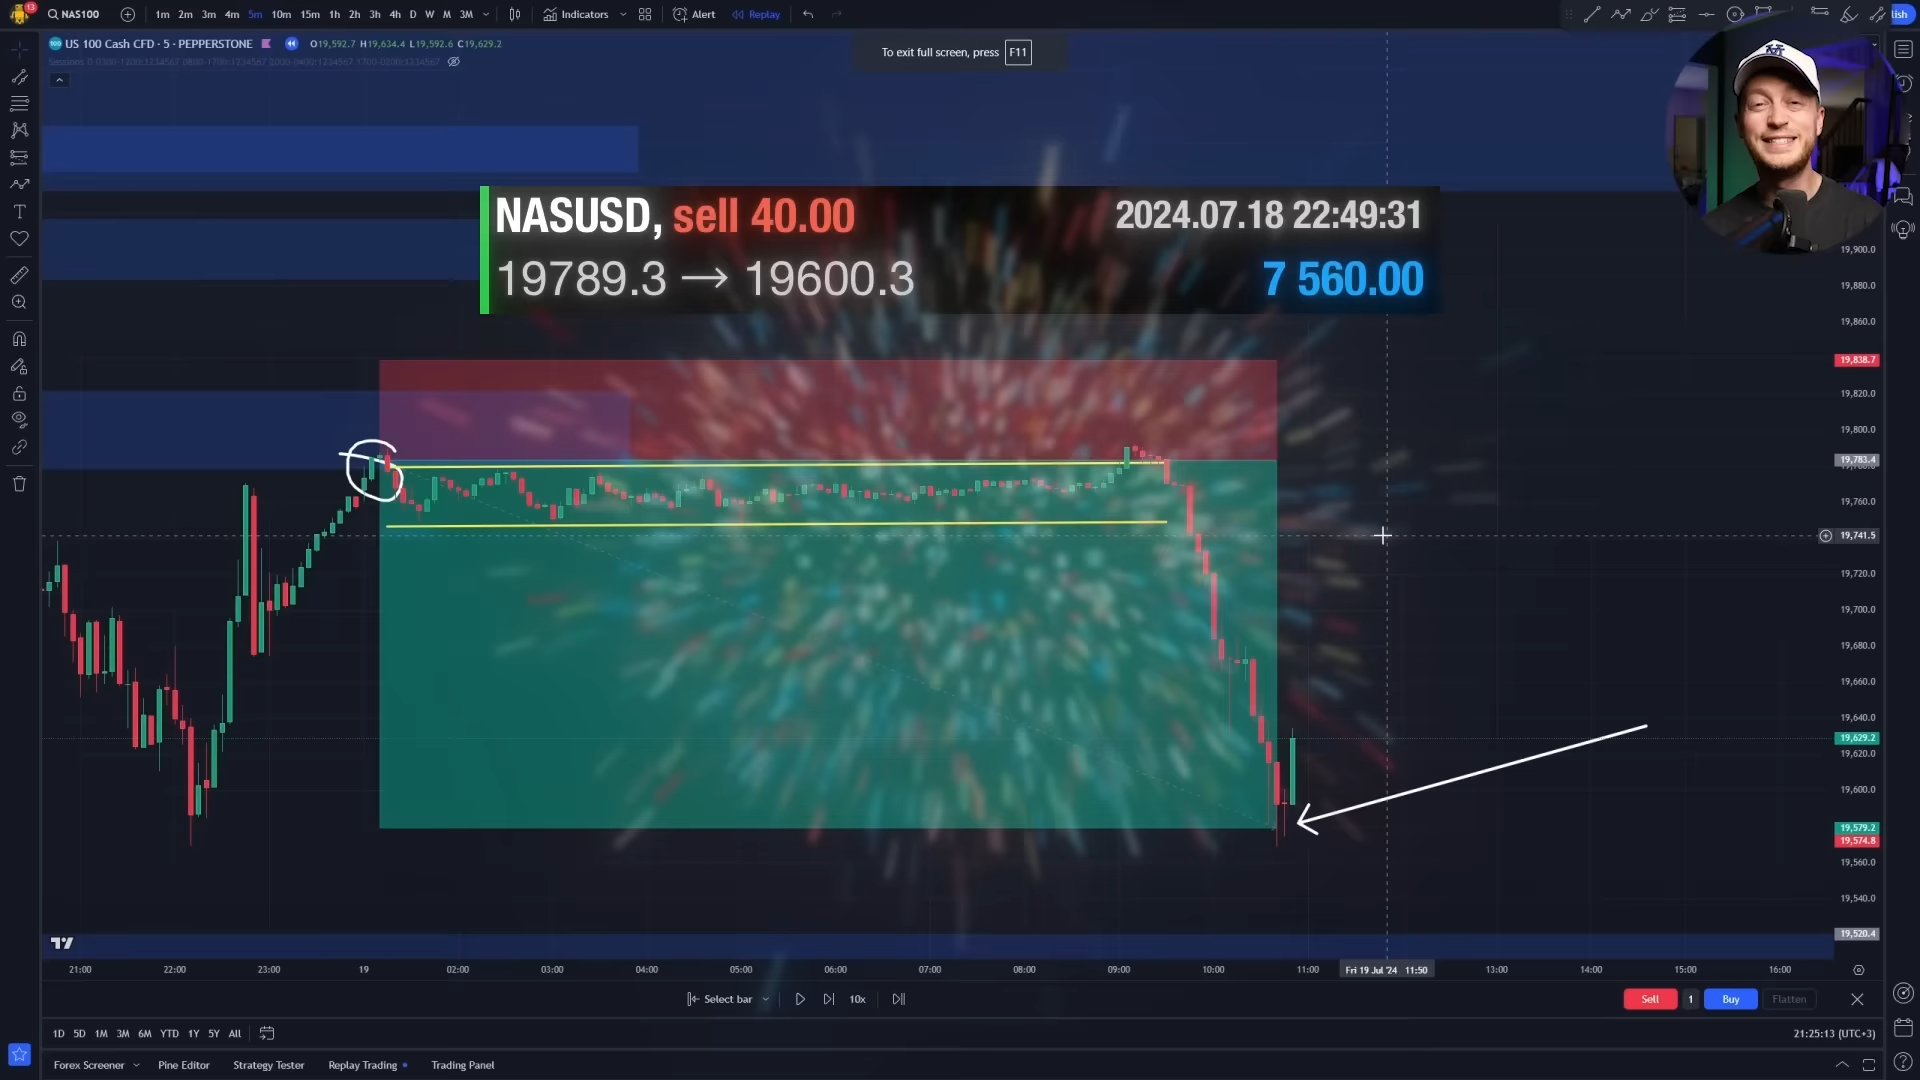 13
NAS100
1m 2m 3m 4m 5m 10m 15m 1h 2h 3h 4h D W M 3M
Indicators
Alert
Replay
lish
100
US 100 Cash CFD · 5 · PEPPERSTONE
O19,592.7 H19,634.4 L19,592.6 C19,629.2
Sessions 0 0300-1200:1234567 0800-1700:1234567 2000-0400:1234567 1700-0200:1234567
To exit full screen, press F11
NASUSD, sell 40.00
2024.07.18 22:49:31
19789.3 → 19600.3
7 560.00
19,900.0
19,880.0
19,860.0
19,838.7
19,820.0
19,800.0
19,783.4
19,760.0
19,741.5
19,720.0
19,700.0
19,680.0
19,660.0
19,640.0
19,629.2
19,620.0
19,600.0
19,579.2
19,574.8
19,560.0
19,540.0
19,520.4
21:00 22:00 23:00 19 02:00 03:00 04:00 05:00 06:00 07:00 08:00 09:00 10:00 11:00 Fri 19 Jul '24 11:50 13:00 14:00 15:00 16:00
Select bar
10x
Sell 1 Buy Flatten
1D 5D 1M 3M 6M YTD 1Y 5Y All
21:25:13 (UTC+3)
Forex Screener Pine Editor Strategy Tester Replay Trading Trading Panel